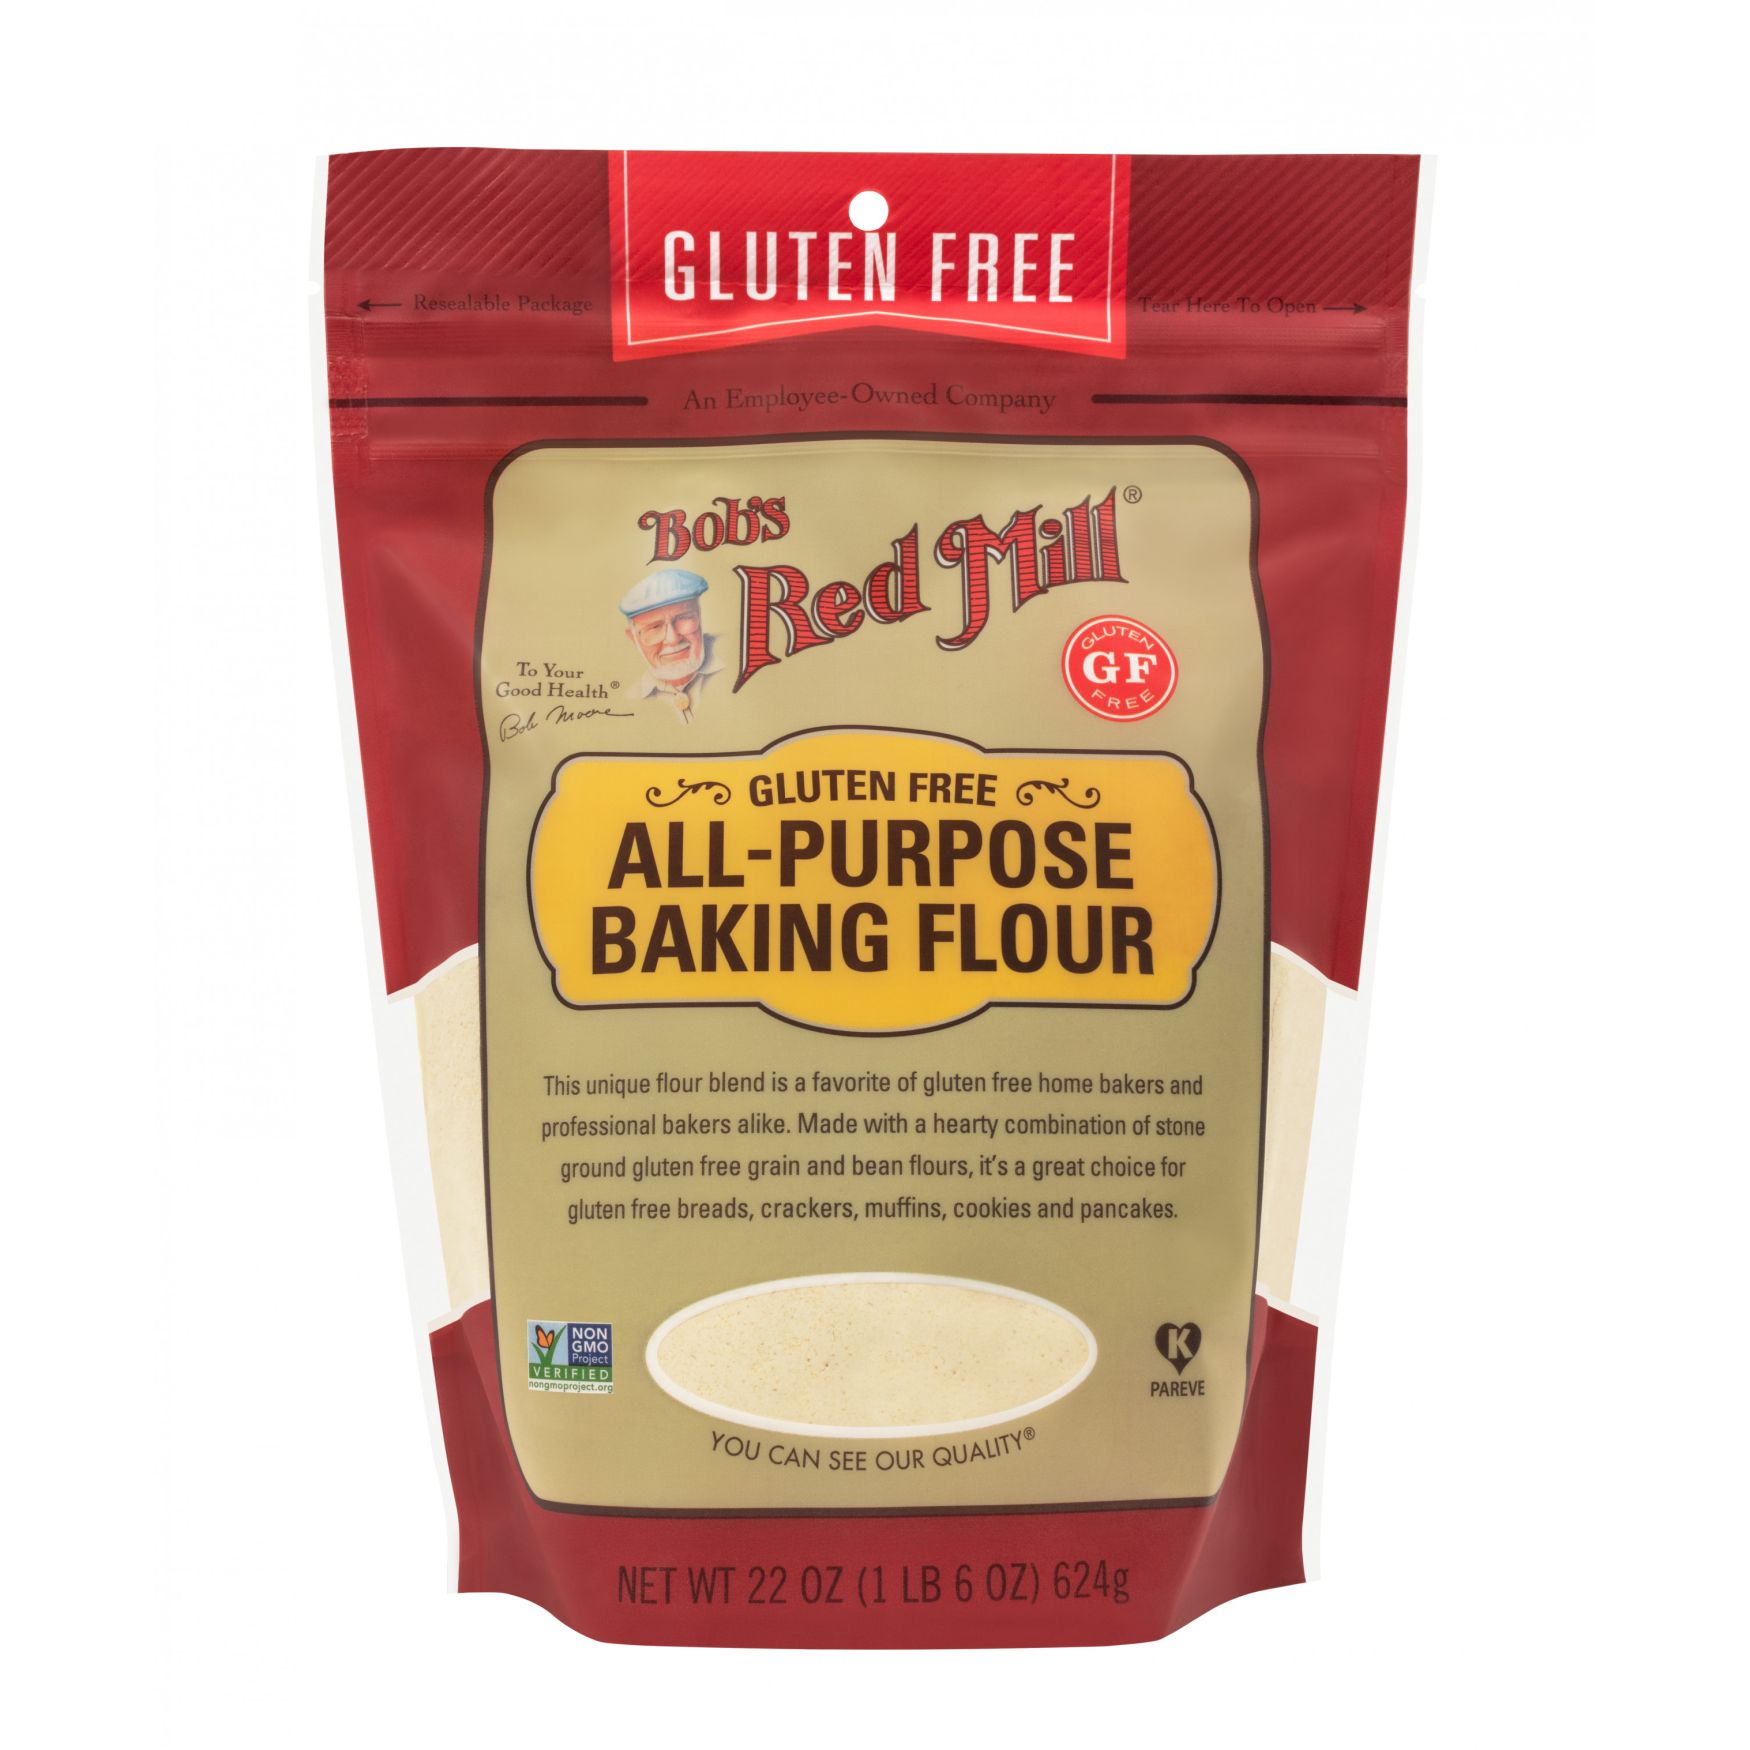 GLUTEN FREE
← Resealable Package
Tear Here To Open →
An Employee-Owned Company
Bob's
Red Mill®
To Your
Good Health®
Bob Moore
GLUTEN
GF
FREE
GLUTEN FREE
ALL-PURPOSE
BAKING FLOUR
This unique flour blend is a favorite of gluten free home bakers and
professional bakers alike. Made with a hearty combination of stone
ground gluten free grain and bean flours, it's a great choice for
gluten free breads, crackers, muffins, cookies and pancakes.
NON
GMO
Project
VERIFIED
nongmoproject.org
K
PAREVE
YOU CAN SEE OUR QUALITY®
NET WT 22 OZ (1 LB 6 OZ) 624g